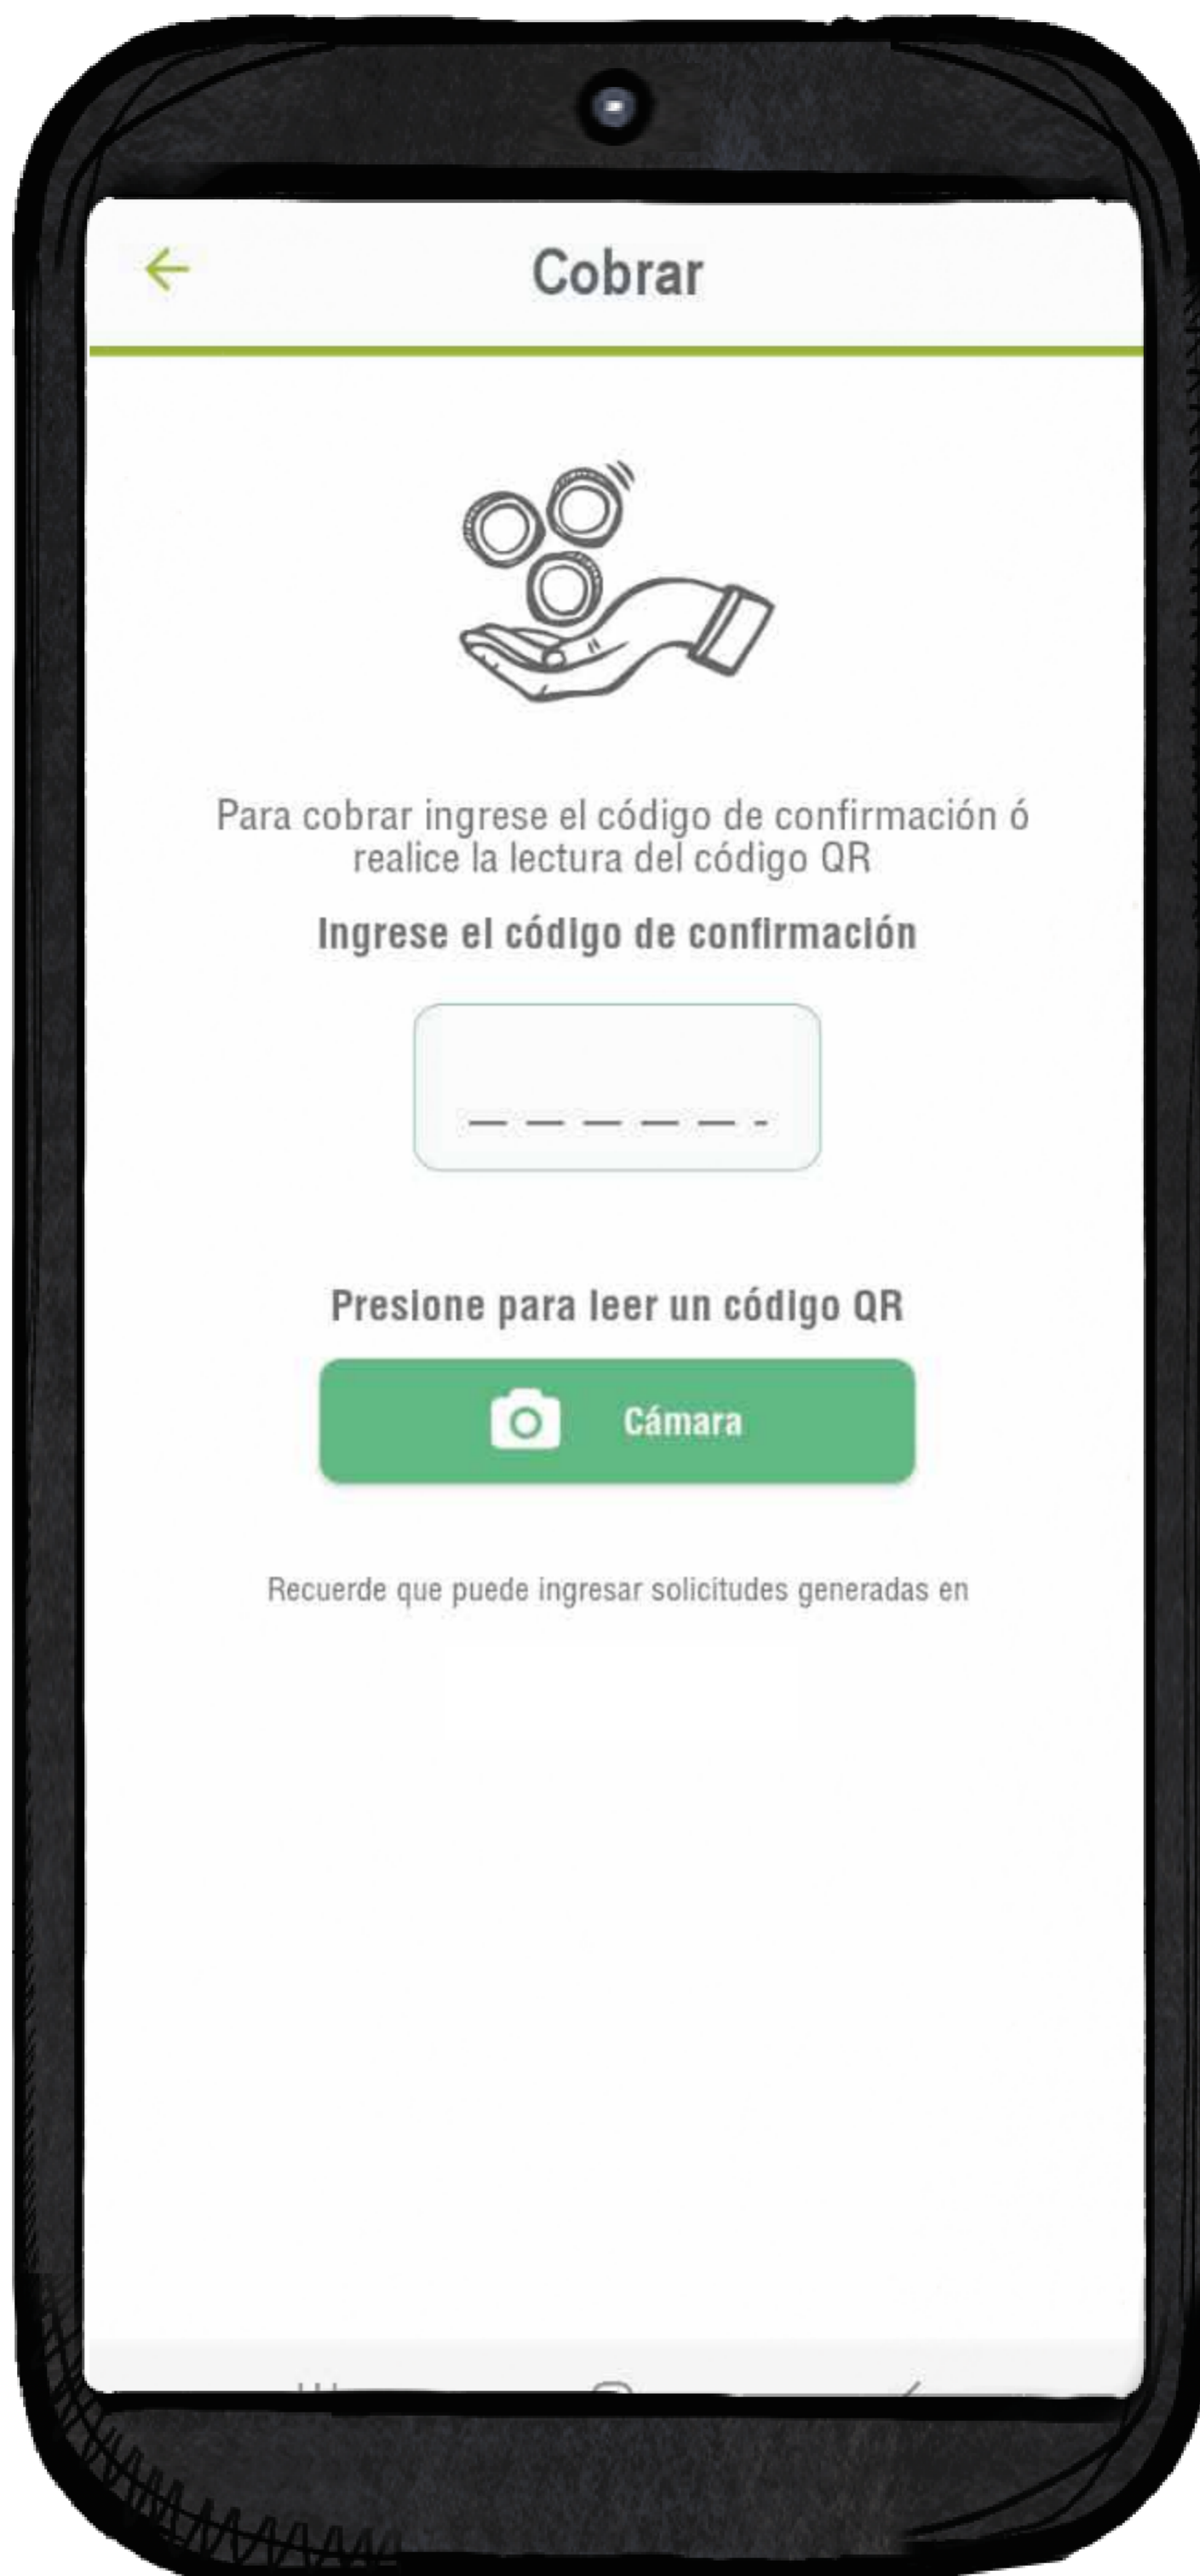 Cobrar
Para cobrar ingrese el código de confirmación ó
realice la lectura del código QR
Ingrese el código de confirmación
Presione para leer un código QR
Cámara
Recuerde que puede ingresar solicitudes generadas en